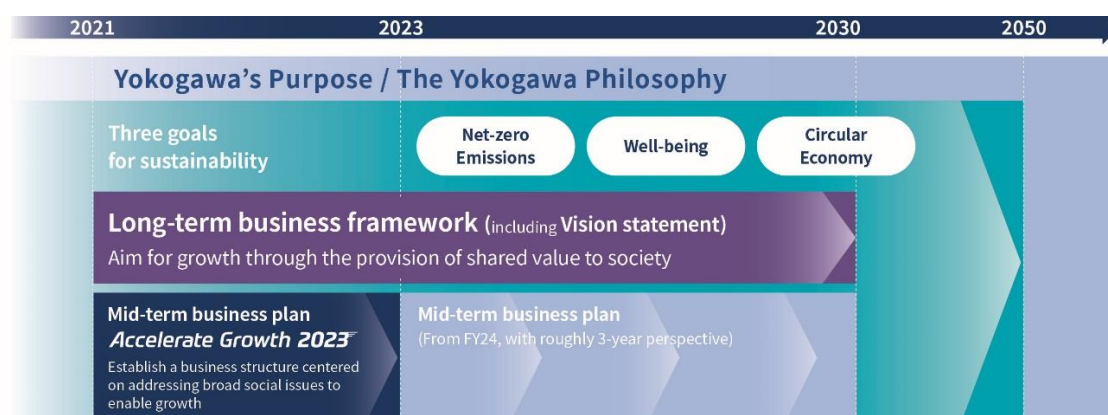 2021 2023 2030 2050
Yokogawa's Purpose / The Yokogawa Philosophy
Three goals
for sustainability
Net-zero
Emissions
Well-being
Circular
Economy
Long-term business framework (including Vision statement)
Aim for growth through the provision of shared value to society
Mid-term business plan
Accelerate Growth 2023
Establish a business structure centered
on addressing broad social issues to
enable growth
Mid-term business plan
(From FY24, with roughly 3-year perspective)